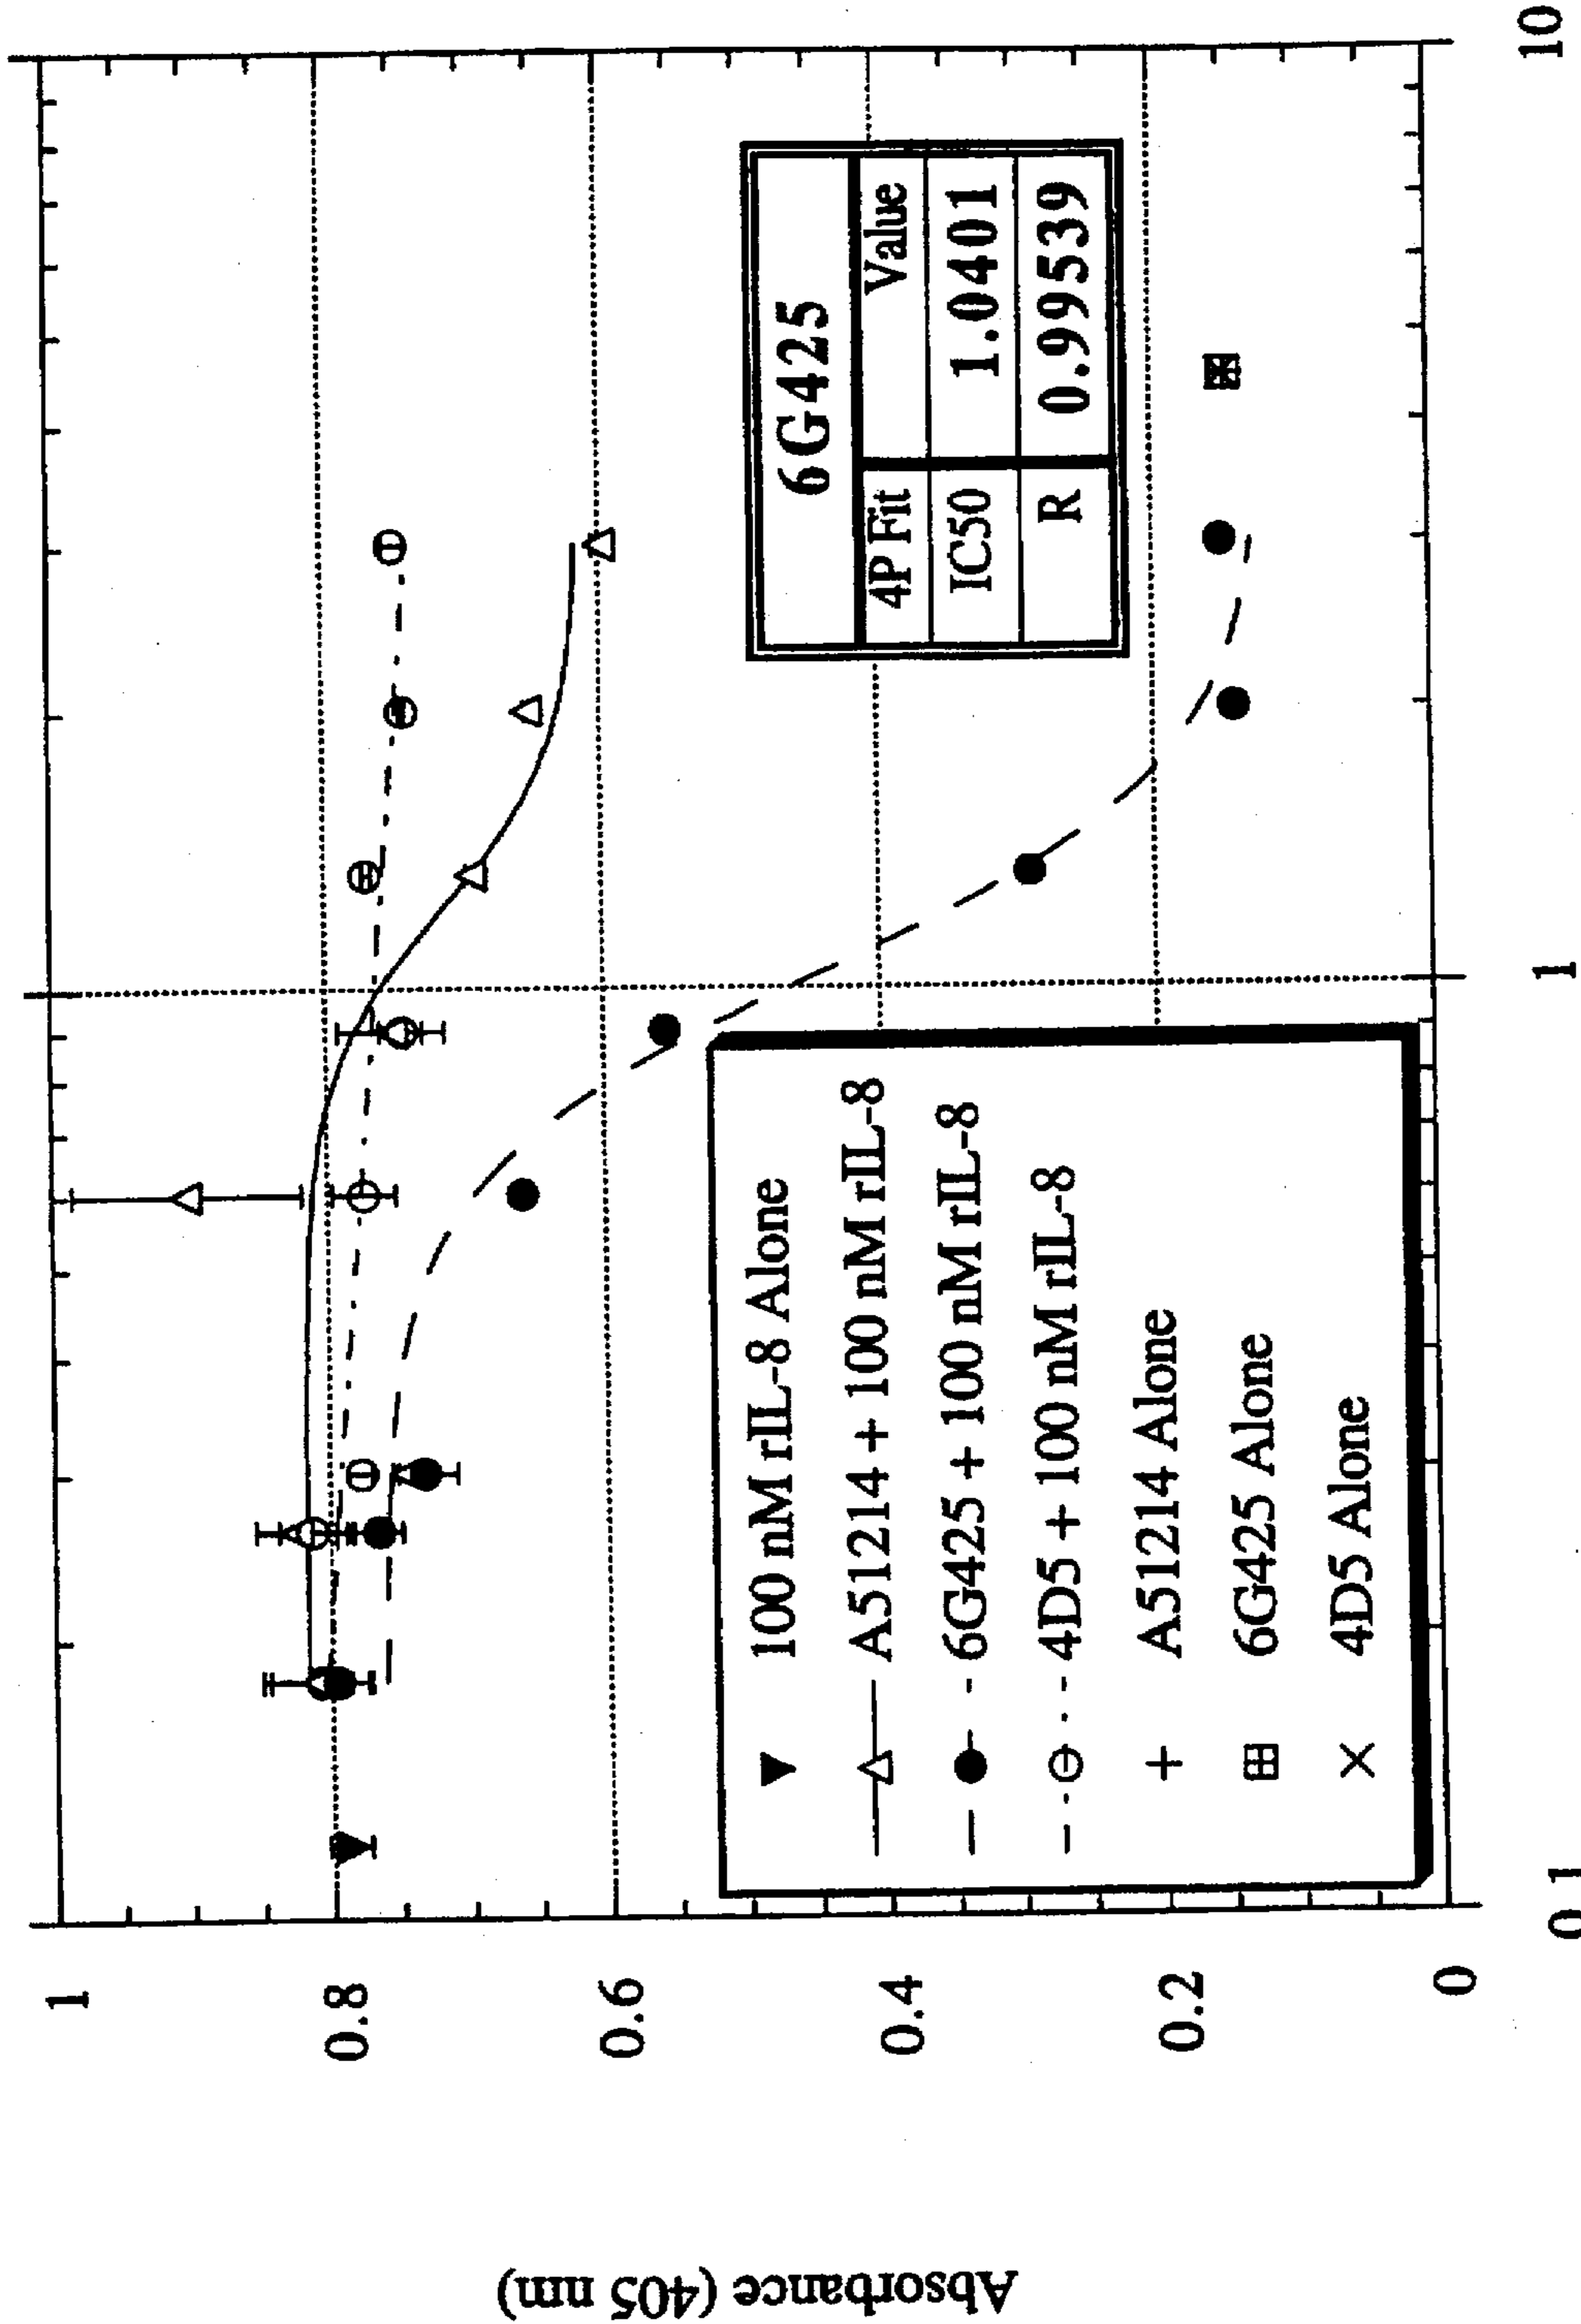 Absorbance (405 nm)
1
0.8
0.6
0.4
0.2
0
0.1
1
10
100 nM rIL-8 Alone
A51214 + 100 nM rIL-8
6G425 + 100 nM rIL-8
4D5 + 100 nM rIL-8
A51214 Alone
6G425 Alone
4D5 Alone
6G425
4P Fit Value
IC50 1.0401
R 0.99539